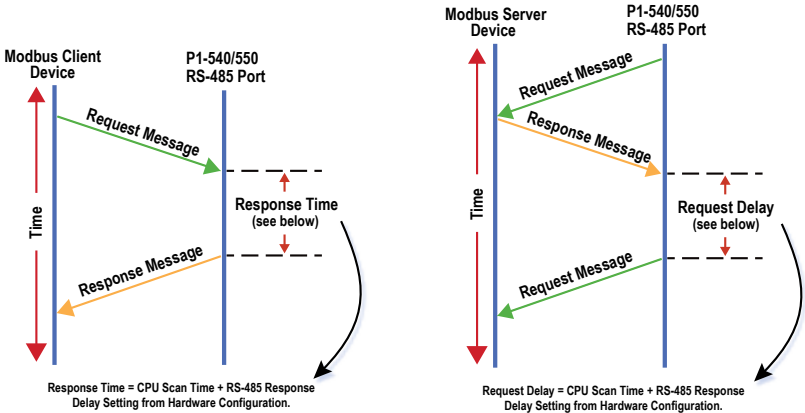 Modbus Client
Device
P1-540/550
RS-485 Port
Request Message
Time
Response Time
(see below)
Response Message
Response Time = CPU Scan Time + RS-485 Response
Delay Setting from Hardware Configuration.
Modbus Server
Device
P1-540/550
RS-485 Port
Request Message
Response Message
Time
Request Delay
(see below)
Request Message
Request Delay = CPU Scan Time + RS-485 Response
Delay Setting from Hardware Configuration.